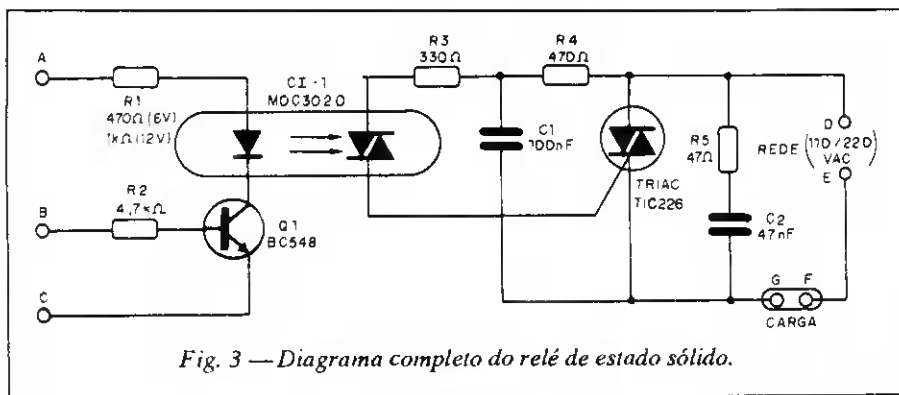 A
R1
470Ω(6V)
1kΩ(12V)
CI-1
MOC3020
R3
330Ω
R4
470Ω
C1
100nF
TRIAC
TIC226
R5
47Ω
C2
47nF
D
REDE (110/220) VAC
E
B
R2
4,7kΩ
Q1
BC548
C
G F
CARGA
Fig. 3 — Diagrama completo do relé de estado sólido.